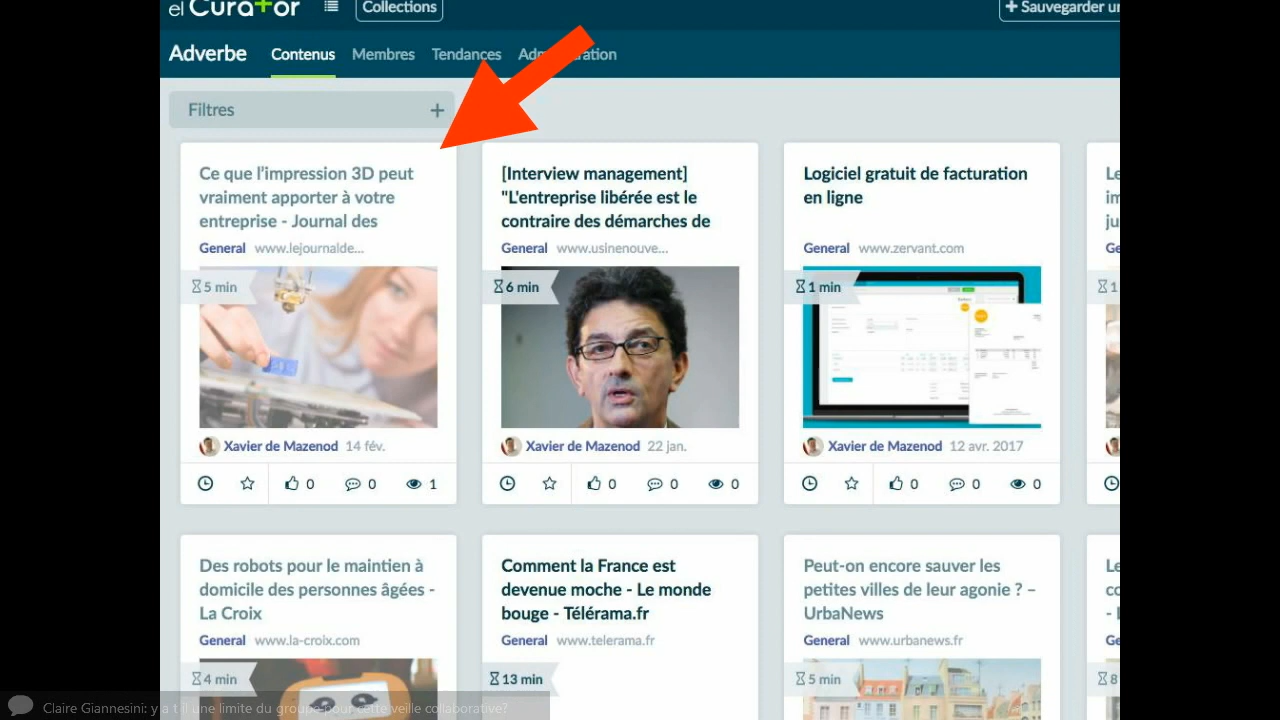 el Curator
Collections
+ Sauvegarder un
Adverbe
Contenus
Membres
Tendances
Filtres
+
Ce que l'impression 3D peut
vraiment apporter à votre
entreprise - Journal des
General www.lejournalde...
5 min
Xavier de Mazenod 14 fév.
0 0 1
[Interview management]
"L'entreprise libérée est le
contraire des démarches de
General www.usinenouve...
6 min
Xavier de Mazenod 22 jan.
0 0 0
Logiciel gratuit de facturation
en ligne
General www.zervant.com
1 min
Xavier de Mazenod 12 avr. 2017
0 0 0
Des robots pour le maintien à
domicile des personnes âgées -
La Croix
General www.la-croix.com
4 min
Comment la France est
devenue moche - Le monde
bouge - Télérama.fr
General www.telerama.fr
13 min
Peut-on encore sauver les
petites villes de leur agonie ? –
UrbaNews
General www.urbanews.fr
5 min
Claire Giannesini: y a t il une limite du groupe pour cette veille collaborative?